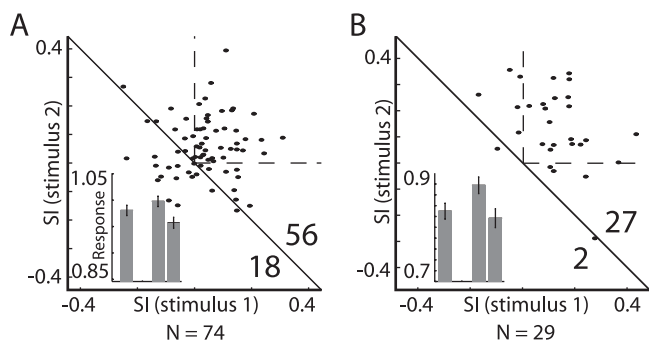 A
0.4
SI (stimulus 2)
-0.4
1.05
Response
0.85
56
18
-0.4
SI (stimulus 1)
0.4
N = 74
B
0.4
SI (stimulus 2)
-0.4
0.9
0.7
27
2
-0.4
SI (stimulus 1)
0.4
N = 29